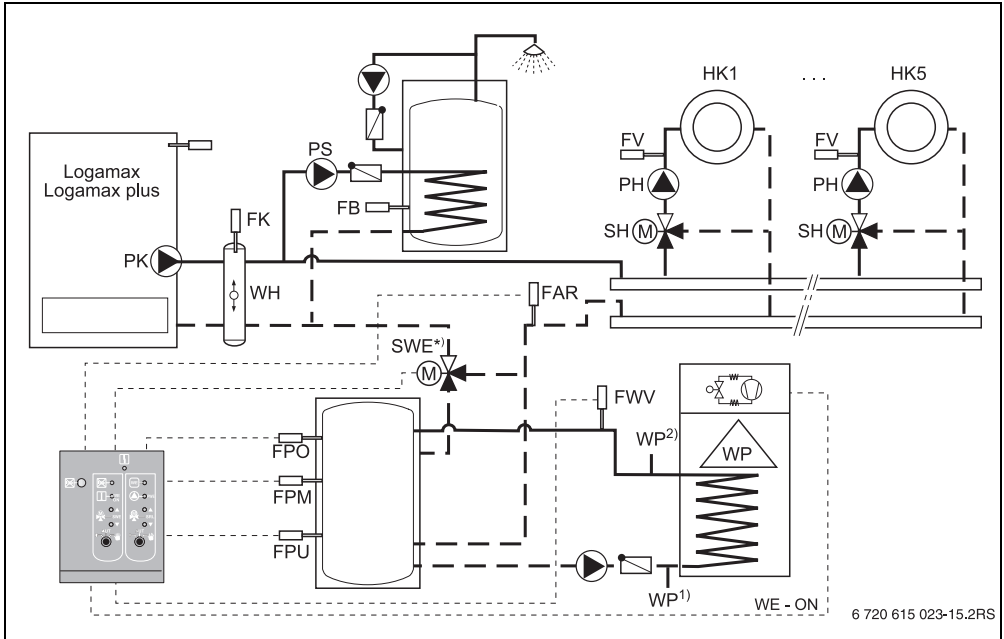 HK1 . . . HK5
Logamax
Logamax plus
PS
FV
FV
PH
PH
FB
FK
SH
M
SH
M
PK
WH
FAR
SWE*)
M
FWV
WP2)
WP
FPO
FPM
FPU
WP1)
WE - ON
6 720 615 023-15.2RS